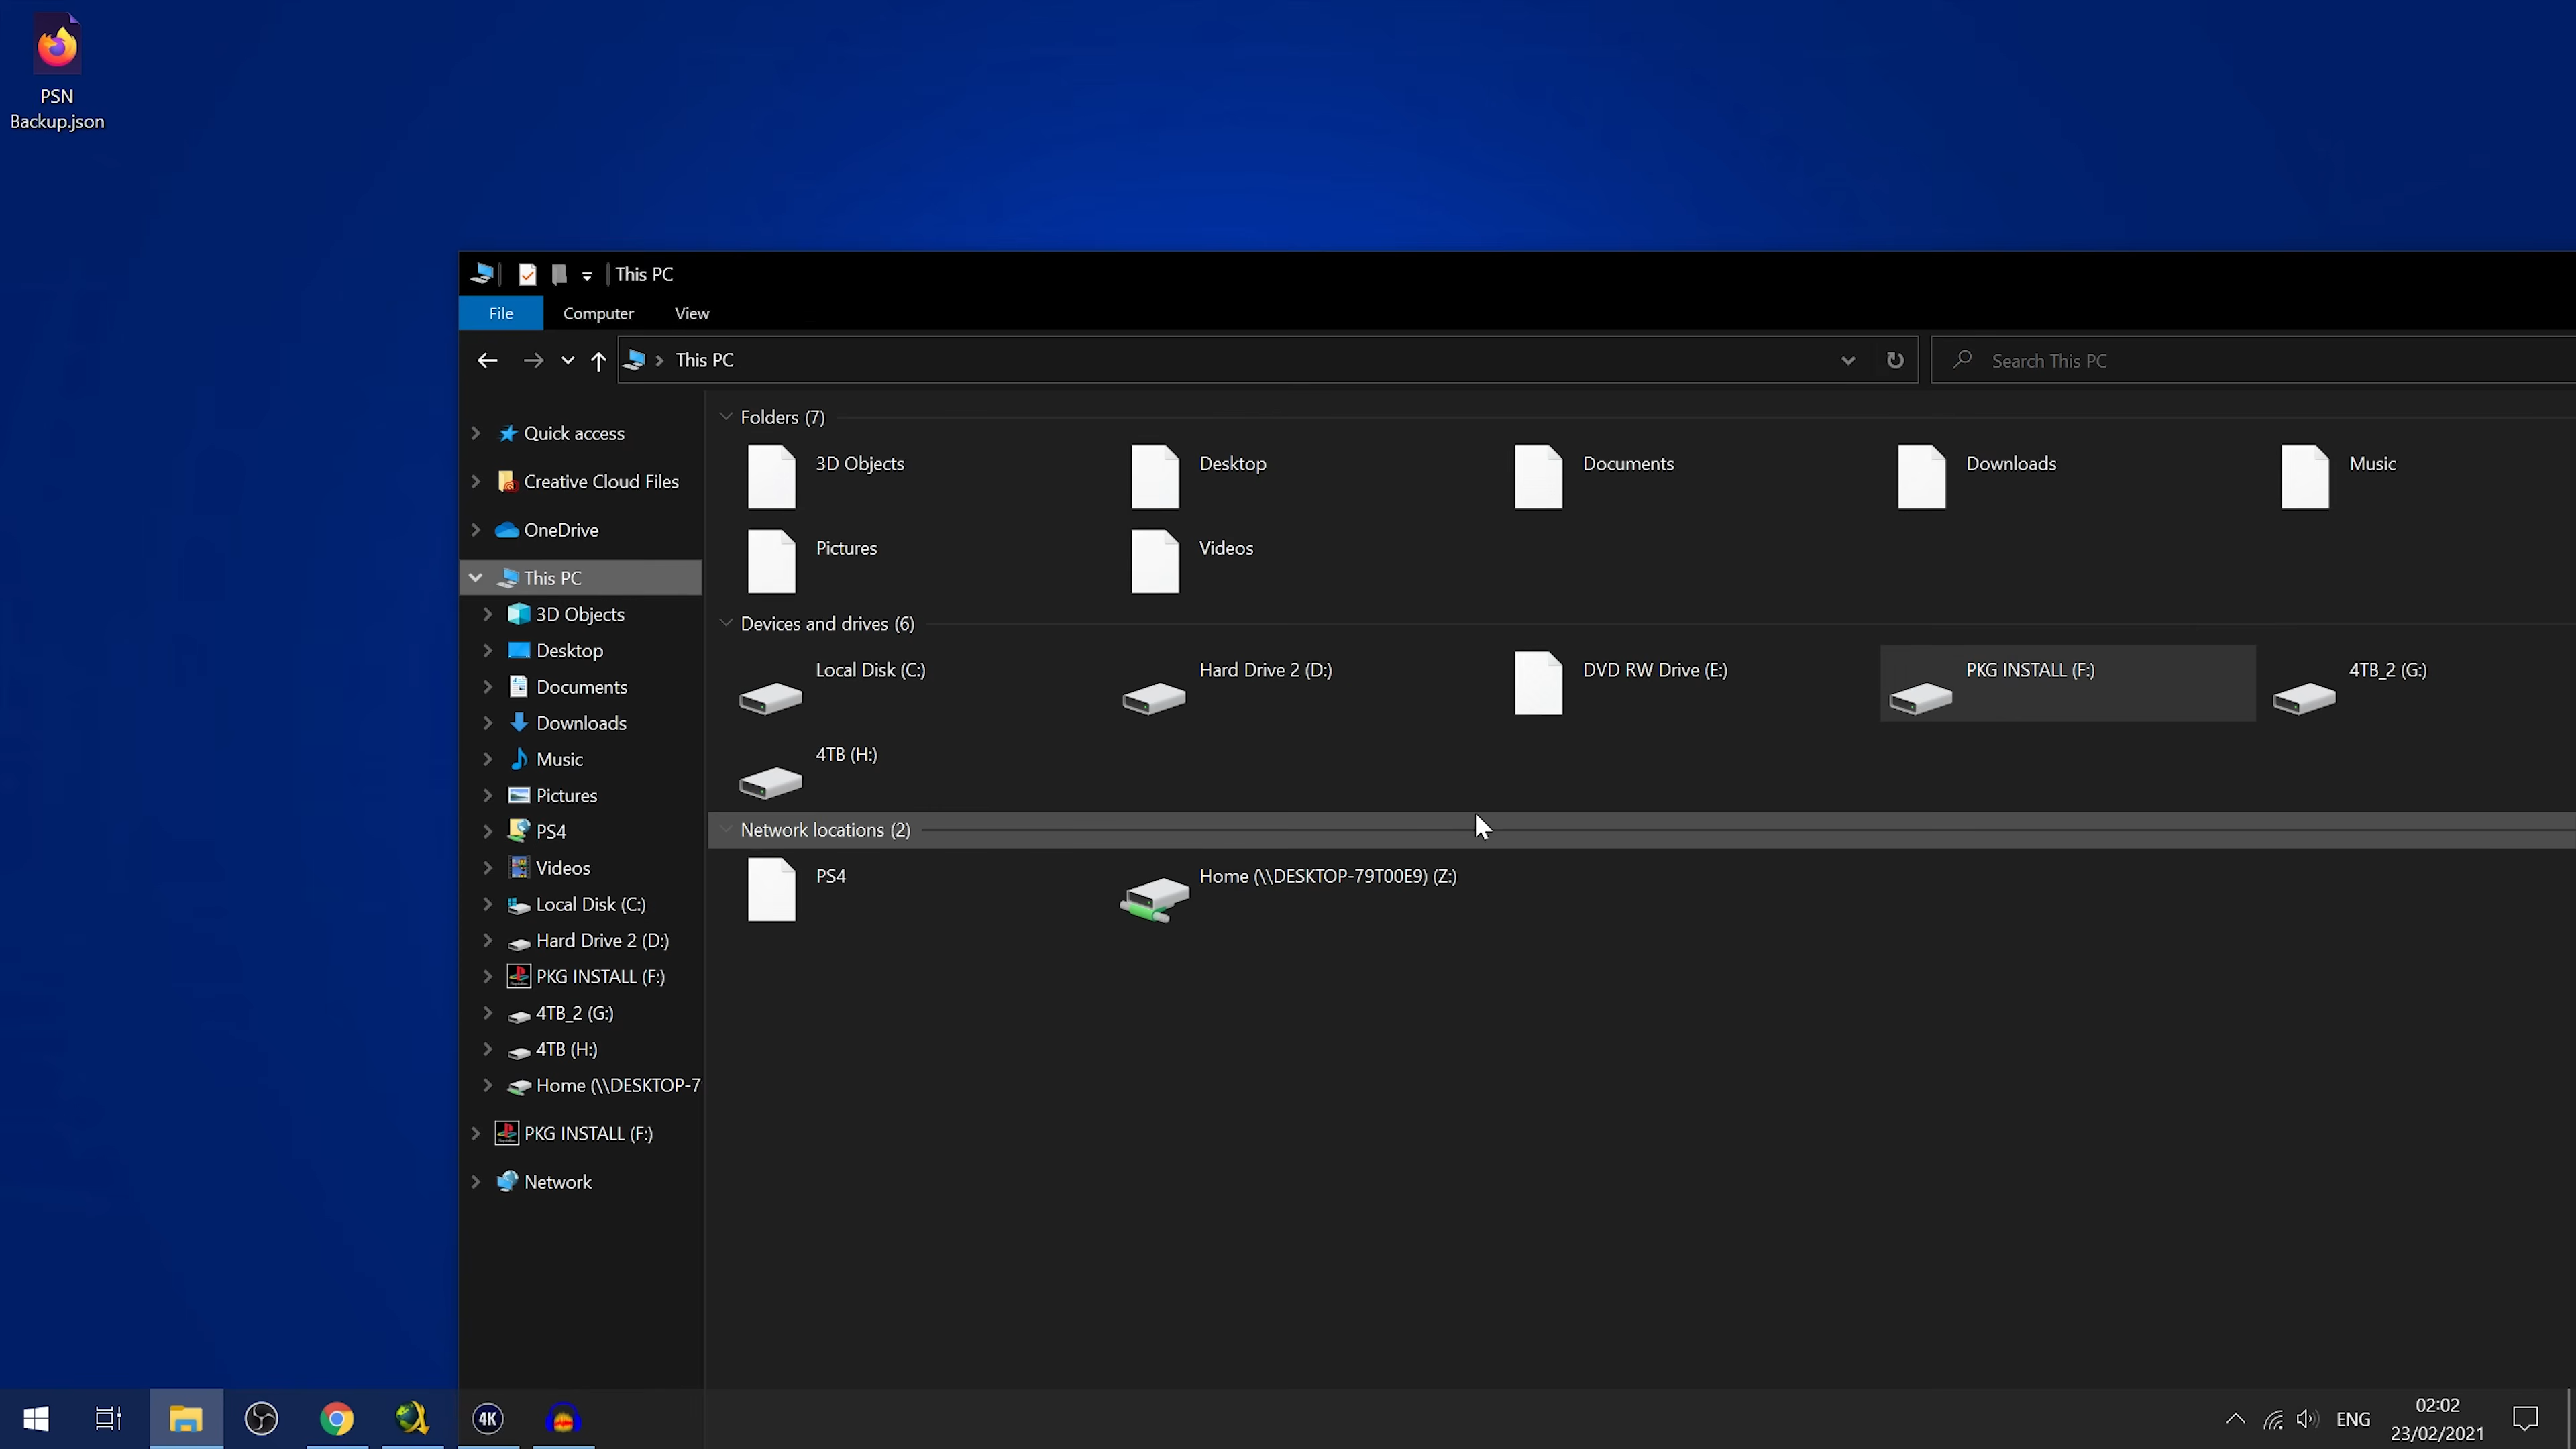 PSN
Backup.json
This PC
File Computer View
This PC
Search This PC
Quick access
Creative Cloud Files
OneDrive
This PC
3D Objects
Desktop
Documents
Downloads
Music
Pictures
PS4
Videos
Local Disk (C:)
Hard Drive 2 (D:)
PKG INSTALL (F:)
4TB_2 (G:)
4TB (H:)
Home (\\DESKTOP-7
PKG INSTALL (F:)
Network
Folders (7)
3D Objects Desktop Documents Downloads Music
Pictures Videos
Devices and drives (6)
Local Disk (C:) Hard Drive 2 (D:) DVD RW Drive (E:) PKG INSTALL (F:) 4TB_2 (G:)
4TB (H:)
Network locations (2)
PS4 Home (\\DESKTOP-79T00E9) (Z:)
4K
ENG
02:02
23/02/2021